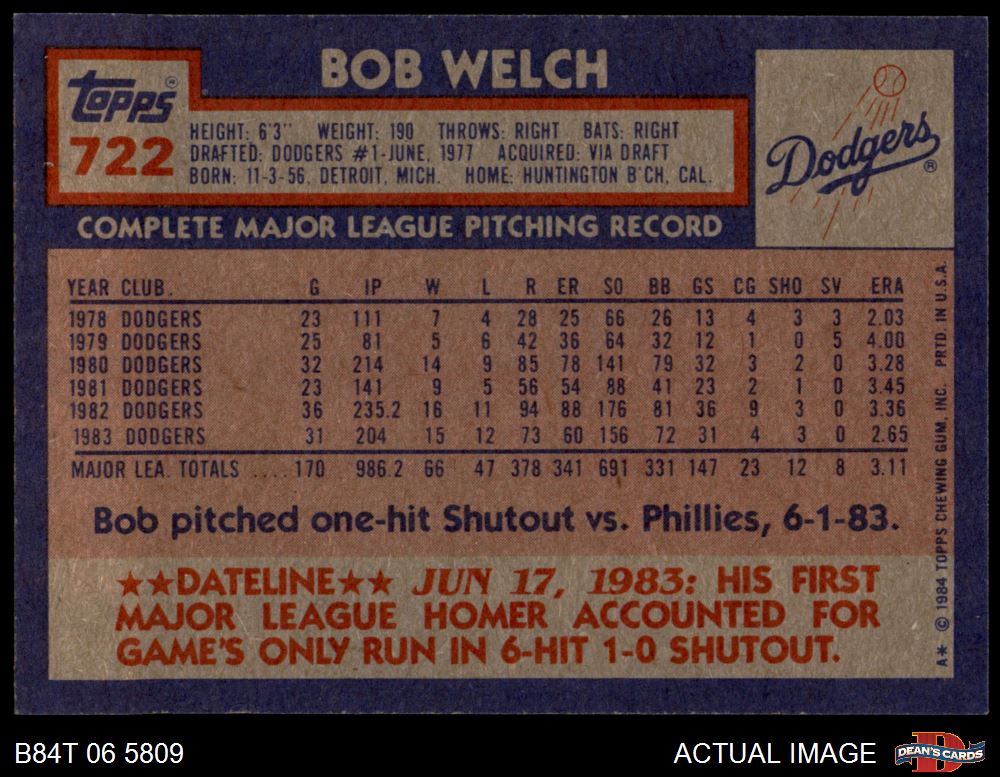 BOB WELCH
Topps®
722
HEIGHT: 6'3" WEIGHT: 190 THROWS: RIGHT BATS: RIGHT
DRAFTED: DODGERS #1-JUNE, 1977 ACQUIRED: VIA DRAFT
BORN: 11-3-56, DETROIT, MICH. HOME: HUNTINGTON B'CH, CAL.
Dodgers®
COMPLETE MAJOR LEAGUE PITCHING RECORD
YEAR CLUB. G IP W L R ER SO BB GS CG SHO SV ERA
1978 DODGERS 23 111 7 4 28 25 66 26 13 4 3 3 2.03
1979 DODGERS 25 81 5 6 42 36 64 32 12 1 0 5 4.00
1980 DODGERS 32 214 14 9 85 78 141 79 32 3 2 0 3.28
1981 DODGERS 23 141 9 5 56 54 88 41 23 2 1 0 3.45
1982 DODGERS 36 235.2 16 11 94 88 176 81 36 9 3 0 3.36
1983 DODGERS 31 204 15 12 73 60 156 72 31 4 3 0 2.65
MAJOR LEA. TOTALS .... 170 986.2 66 47 378 341 691 331 147 23 12 8 3.11
Bob pitched one-hit Shutout vs. Phillies, 6-1-83.
★★DATELINE★★ JUN 17, 1983: HIS FIRST
MAJOR LEAGUE HOMER ACCOUNTED FOR
GAME'S ONLY RUN IN 6-HIT 1-0 SHUTOUT.
A* © 1984 TOPPS CHEWING GUM, INC. PRTD. IN U.S.A.
B84T 06 5809
ACTUAL IMAGE
DEAN'S CARDS